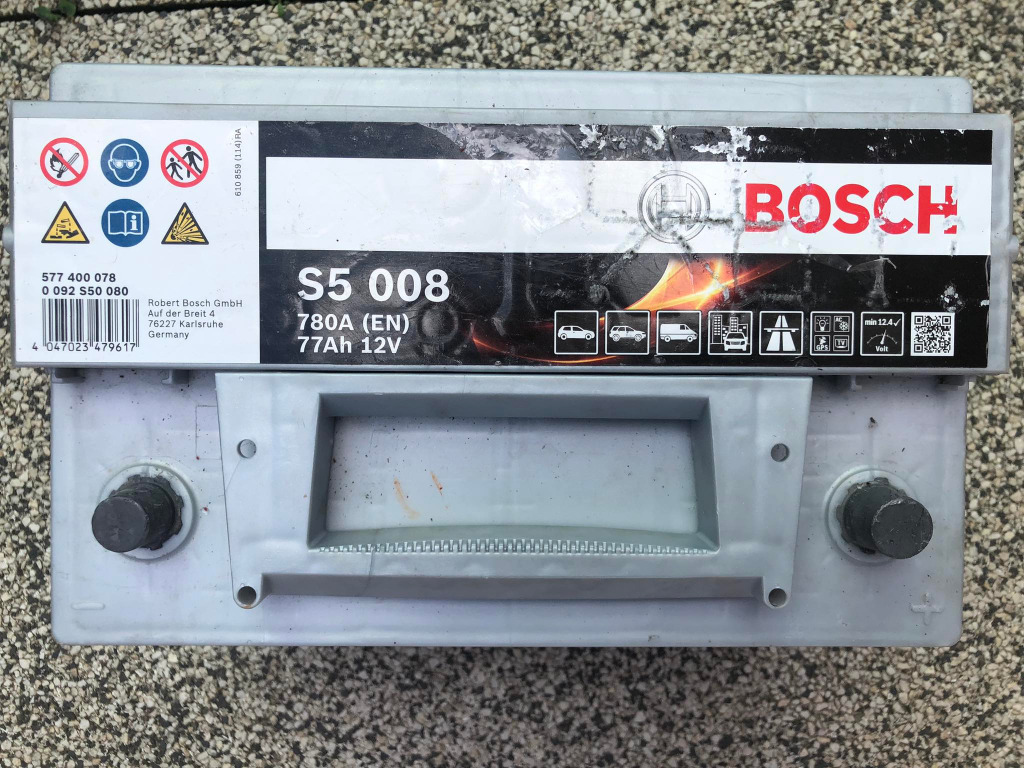 610 859 (114)RA
BOSCH
577 400 078
0 092 S50 080
Robert Bosch GmbH
Auf der Breit 4
76227 Karlsruhe
Germany
4 047023 479617
S5 008
780A (EN)
77Ah 12V
AC
GPS
TV
min 12.4✓
Volt
− +